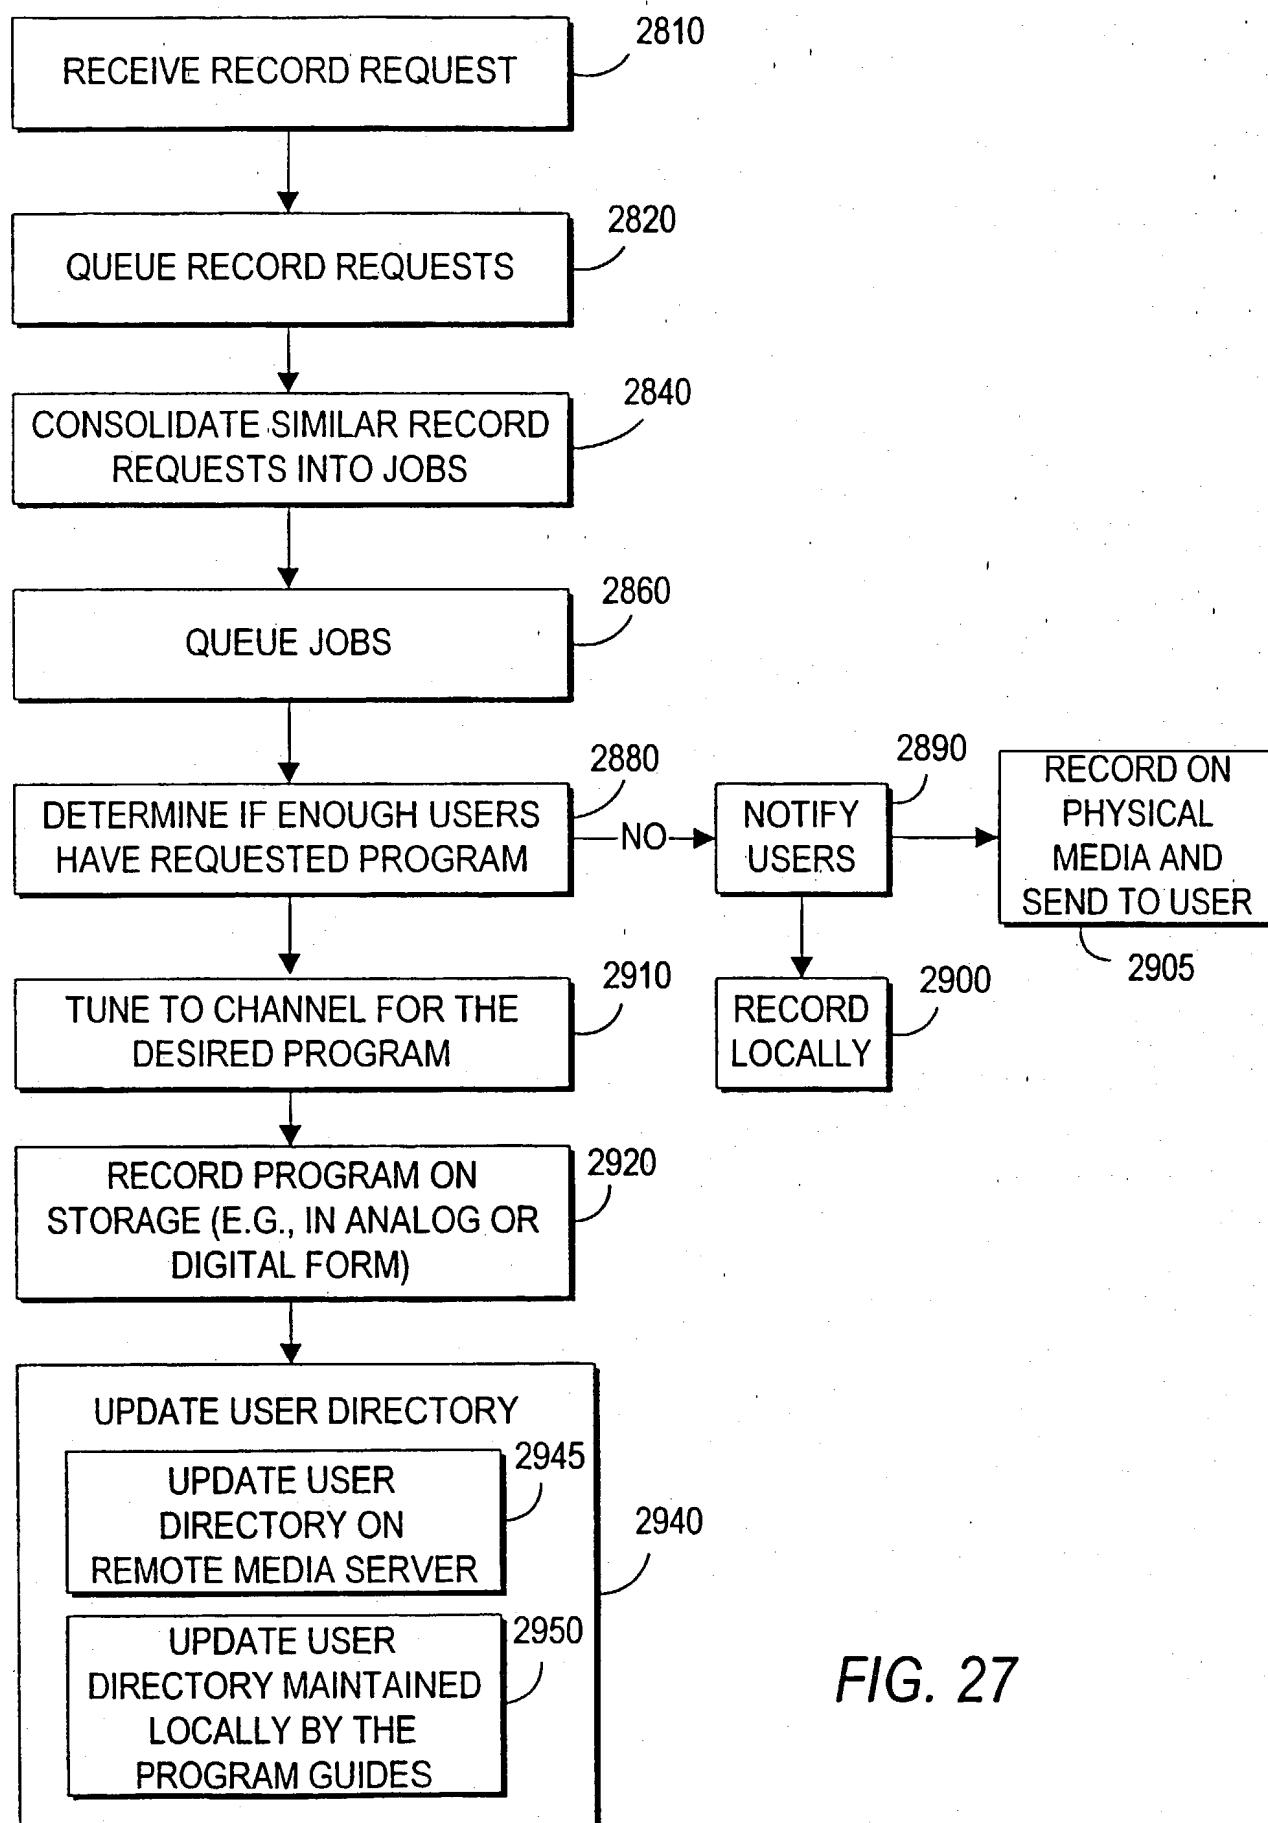 2810
RECEIVE RECORD REQUEST
2820
QUEUE RECORD REQUESTS
2840
CONSOLIDATE SIMILAR RECORD
REQUESTS INTO JOBS
2860
QUEUE JOBS
2880
DETERMINE IF ENOUGH USERS
HAVE REQUESTED PROGRAM
NO
2890
NOTIFY
USERS
RECORD ON
PHYSICAL
MEDIA AND
SEND TO USER
2905
2900
RECORD
LOCALLY
2910
TUNE TO CHANNEL FOR THE
DESIRED PROGRAM
2920
RECORD PROGRAM ON
STORAGE (E.G., IN ANALOG OR
DIGITAL FORM)
UPDATE USER DIRECTORY
2945
UPDATE USER
DIRECTORY ON
REMOTE MEDIA SERVER
2940
2950
UPDATE USER
DIRECTORY MAINTAINED
LOCALLY BY THE
PROGRAM GUIDES
FIG. 27